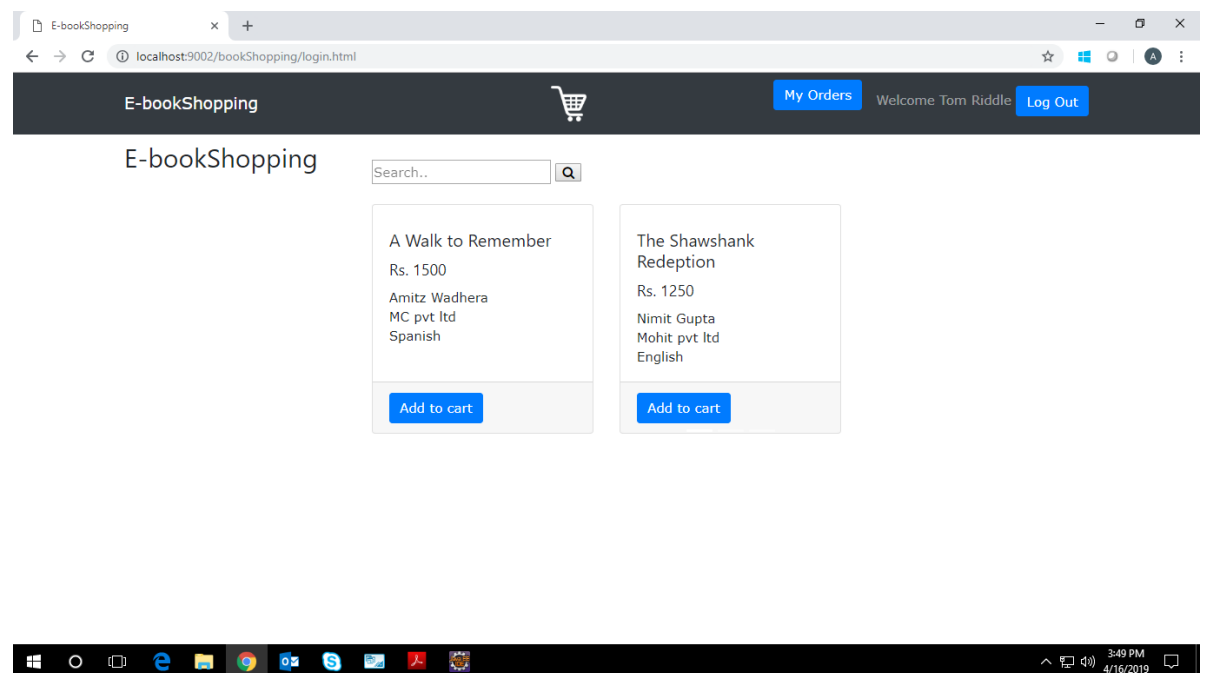 E-bookShopping
localhost:9002/bookShopping/login.html
A
E-bookShopping
My Orders
Welcome Tom Riddle
Log Out
E-bookShopping
Search..
A Walk to Remember
Rs. 1500
Amitz Wadhera
MC pvt ltd
Spanish
Add to cart
The Shawshank
Redeption
Rs. 1250
Nimit Gupta
Mohit pvt ltd
English
Add to cart
3:49 PM
4/16/2019